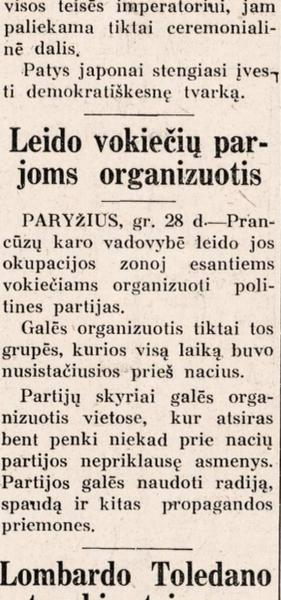 visos teisės imperatoriui, jam
paliekama tiktai ceremoniali-
nė dalis.
Patys japonai stengiasi įves-
ti demokratiškesnę tvarką.
Leido vokiečių par-
joms organizuotis
PARYŽIUS, gr. 28 d.—Pran-
cūzų karo vadovybė leido jos
okupacijos zonoj esantiems
vokiečiams organizuoti poli-
tines partijas.
Galės organizuotis tiktai tos
grupės, kurios visą laiką buvo
nusistačiusios prieš nacius.
Partijų skyriai galės orga-
nizuotis vietose, kur atsiras
bent penki niekad prie nacių
partijos nepriklausę asmenys.
Partijos galės naudoti radiją,
spaudą ir kitas propagandos
priemones.
Lombardo Toledano